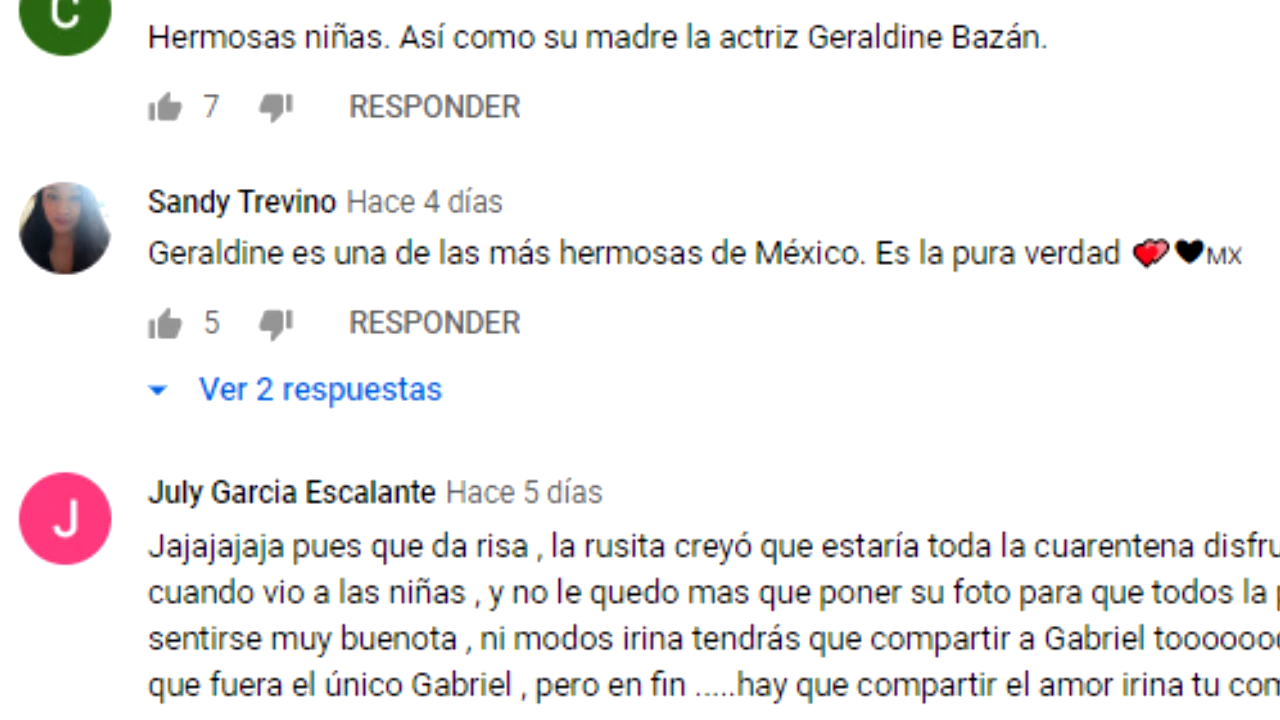 C
Hermosas niñas. Así como su madre la actriz Geraldine Bazán.
7 RESPONDER
Sandy Trevino Hace 4 días
Geraldine es una de las más hermosas de México. Es la pura verdad 💞🖤MX
5 RESPONDER
Ver 2 respuestas
J
July Garcia Escalante Hace 5 días
Jajajajaja pues que da risa , la rusita creyó que estaría toda la cuarentena
cuando vio a las niñas , y no le quedo mas que poner su foto para que todos la
sentirse muy buenota , ni modos irina tendrás que compartir a Gabriel
que fuera el único Gabriel , pero en fin .....hay que compartir el amor irina tu